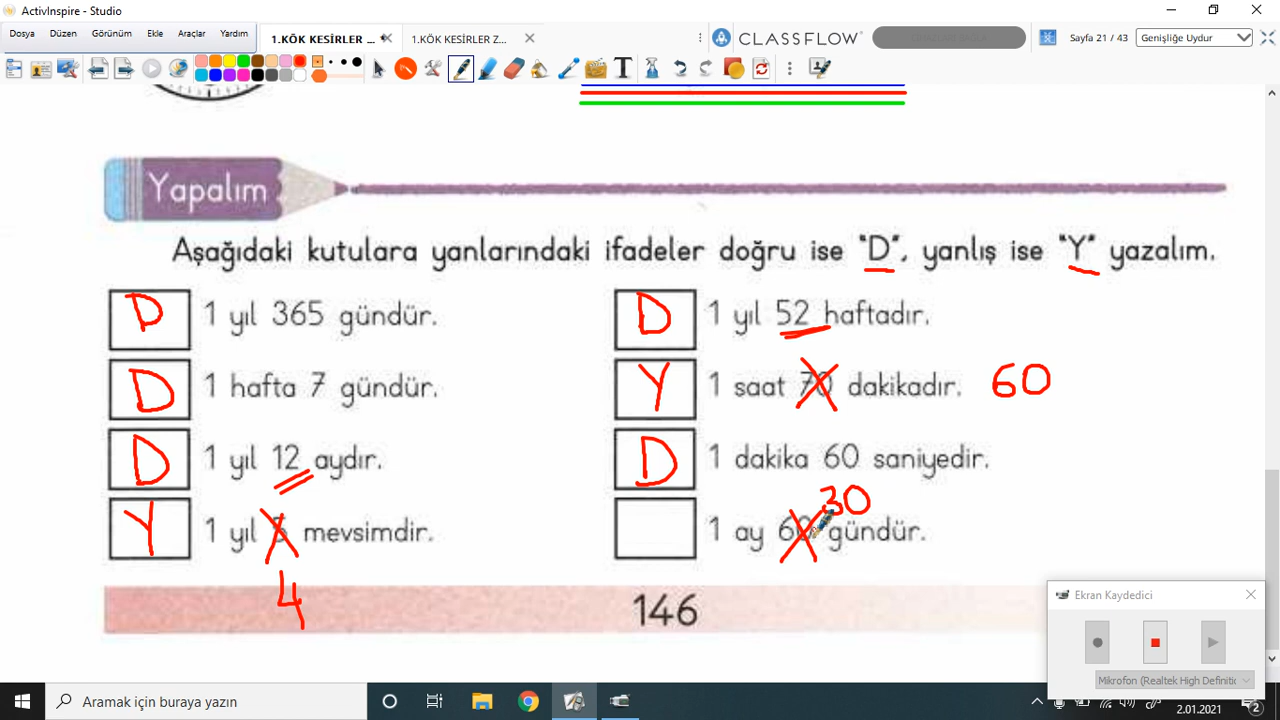 ActivInspire - Studio
Dosya Düzen Görünüm Ekle Araçlar Yardım
1.KÖK KESİRLER ...
1.KÖK KESİRLER Z...
CLASSFLOW
Sayfa 21 / 43
Genişliğe Uydur
Yapalım
Aşağıdaki kutulara yanlarındaki ifadeler doğru ise "D", yanlış ise "Y" yazalım.
D 1 yıl 365 gündür.
D 1 yıl 52 haftadır.
D 1 hafta 7 gündür.
Y 1 saat 70 dakikadır. 60
D 1 yıl 12 aydır.
D 1 dakika 60 saniyedir.
30
Y 1 yıl 5 mevsimdir.
1 ay 60 gündür.
4
146
Ekran Kaydedici
Mikrofon (Realtek High Definitic
Aramak için buraya yazın
2.01.2021
2